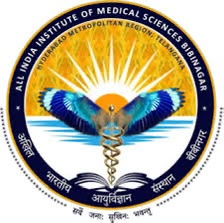 ALL INDIA INSTITUTE OF MEDICAL SCIENCES BIBINAGAR
HYDERABAD METROPOLITAN REGION, TELANGANA
अखिल भारतीय आयुर्विज्ञान संस्थान बीबीनगर
सर्वे जनाः सुखिनः भवन्तु